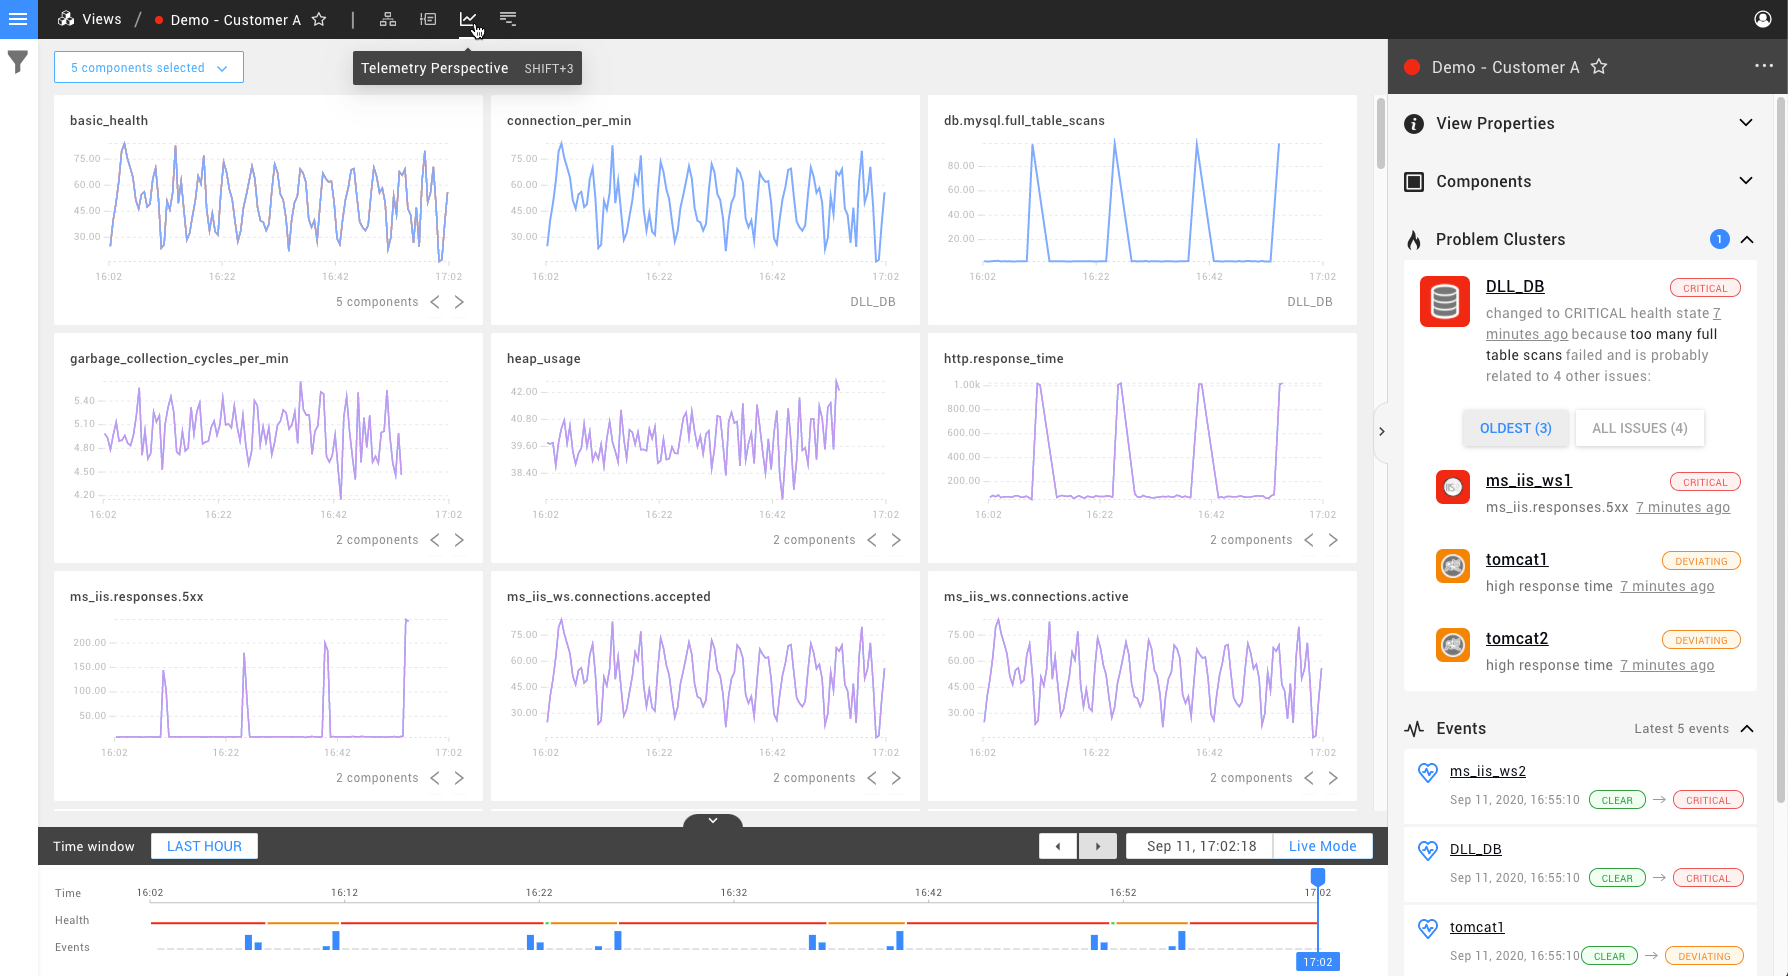 Views / Demo - Customer A
Telemetry Perspective SHIFT+3
5 components selected
basic_health
75.00
60.00
45.00
30.00
16:02 16:22 16:42 17:02
5 components
connection_per_min
75.00
60.00
45.00
30.00
16:02 16:22 16:42 17:02
DLL_DB
db.mysql.full_table_scans
80.00
60.00
40.00
20.00
16:02 16:22 16:42 17:02
DLL_DB
garbage_collection_cycles_per_min
5.40
5.10
4.80
4.50
4.20
16:02 16:22 16:42 17:02
2 components
heap_usage
42.00
40.80
39.60
38.40
16:02 16:22 16:42 17:02
2 components
http.response_time
1.00k
800.00
600.00
400.00
200.00
16:02 16:22 16:42 17:02
2 components
ms_iis.responses.5xx
200.00
150.00
100.00
50.00
16:02 16:22 16:42 17:02
2 components
ms_iis_ws.connections.accepted
75.00
60.00
45.00
30.00
16:02 16:22 16:42 17:02
2 components
ms_iis_ws.connections.active
75.00
60.00
45.00
30.00
16:02 16:22 16:42 17:02
2 components
Time window LAST HOUR Sep 11, 17:02:18 Live Mode
Time 16:02 16:12 16:22 16:32 16:42 16:52 17:02
Health
Events
17:02
Demo - Customer A
View Properties
Components
Problem Clusters 1
DLL_DB CRITICAL
changed to CRITICAL health state 7
minutes ago because too many full
table scans failed and is probably
related to 4 other issues:
OLDEST (3) ALL ISSUES (4)
ms_iis_ws1 CRITICAL
ms_iis.responses.5xx 7 minutes ago
tomcat1 DEVIATING
high response time 7 minutes ago
tomcat2 DEVIATING
high response time 7 minutes ago
Events Latest 5 events
ms_iis_ws2
Sep 11, 2020, 16:55:10 CLEAR → CRITICAL
DLL_DB
Sep 11, 2020, 16:55:10 CLEAR → CRITICAL
tomcat1
Sep 11, 2020, 16:55:10 CLEAR → DEVIATING